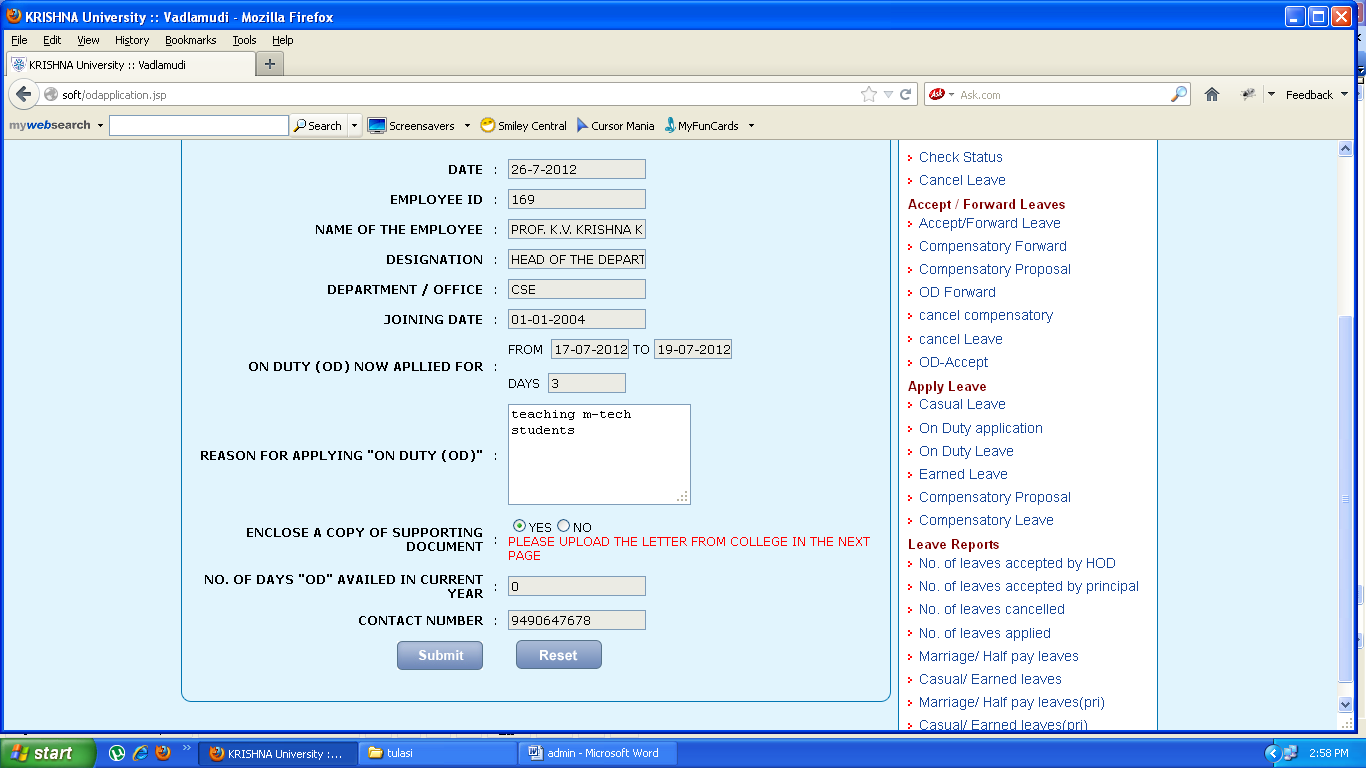 KRISHNA University :: Vadlamudi - Mozilla Firefox
File Edit View History Bookmarks Tools Help
KRISHNA University :: Vadlamudi
soft/odapplication.jsp
Ask
Ask.com
Feedback
mywebsearch
Search
Screensavers
Smiley Central
Cursor Mania
MyFunCards
DATE : 26-7-2012
EMPLOYEE ID : 169
NAME OF THE EMPLOYEE : PROF. K.V. KRISHNA K
DESIGNATION : HEAD OF THE DEPART
DEPARTMENT / OFFICE : CSE
JOINING DATE : 01-01-2004
FROM 17-07-2012 TO 19-07-2012
ON DUTY (OD) NOW APLLIED FOR :
DAYS 3
teaching m-tech
students
REASON FOR APPLYING "ON DUTY (OD)" :
ENCLOSE A COPY OF SUPPORTING
DOCUMENT :
YES NO
PLEASE UPLOAD THE LETTER FROM COLLEGE IN THE NEXT
PAGE
NO. OF DAYS "OD" AVAILED IN CURRENT
YEAR : 0
CONTACT NUMBER : 9490647678
Submit Reset
Check Status
Cancel Leave
Accept / Forward Leaves
Accept/Forward Leave
Compensatory Forward
Compensatory Proposal
OD Forward
cancel compensatory
cancel Leave
OD-Accept
Apply Leave
Casual Leave
On Duty application
On Duty Leave
Earned Leave
Compensatory Proposal
Compensatory Leave
Leave Reports
No. of leaves accepted by HOD
No. of leaves accepted by principal
No. of leaves cancelled
No. of leaves applied
Marriage/ Half pay leaves
Casual/ Earned leaves
Marriage/ Half pay leaves(pri)
Casual/ Earned leaves(pri)
start
KRISHNA University :...
tulasi
admin - Microsoft Word
2:58 PM